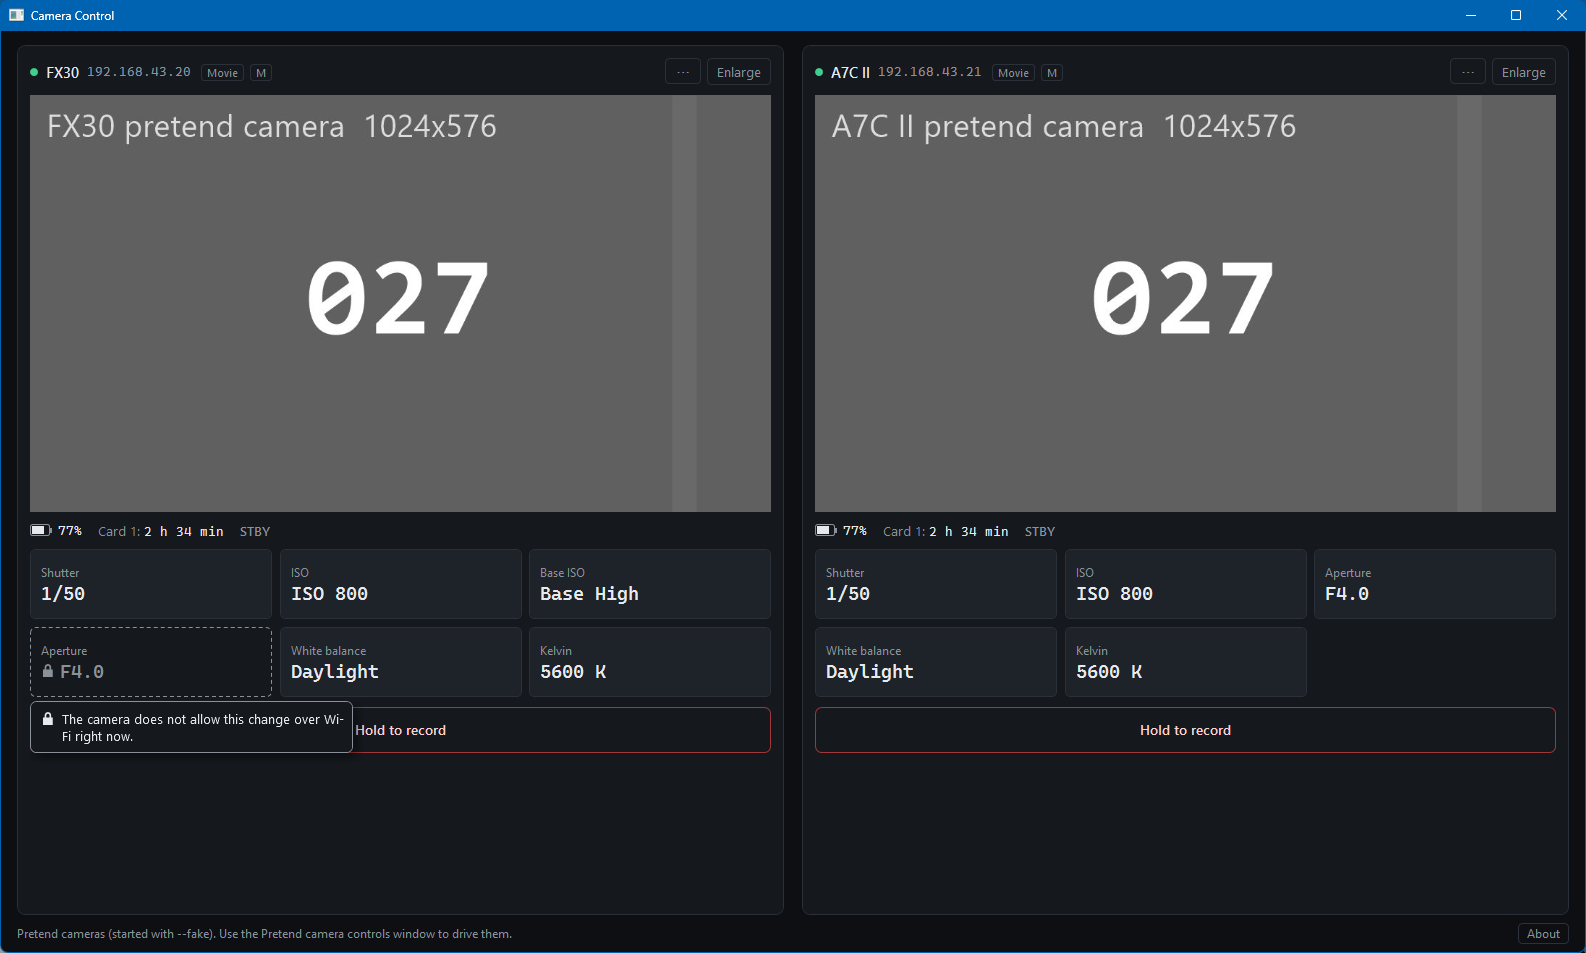 Camera Control
FX30 192.168.43.20 Movie M ... Enlarge
FX30 pretend camera 1024x576
027
77% Card 1: 2 h 34 min STBY
Shutter
1/50
ISO
ISO 800
Base ISO
Base High
Aperture
F4.0
White balance
Daylight
Kelvin
5600 K
The camera does not allow this change over Wi-
Fi right now.
Hold to record
A7C II 192.168.43.21 Movie M ... Enlarge
A7C II pretend camera 1024x576
027
77% Card 1: 2 h 34 min STBY
Shutter
1/50
ISO
ISO 800
Aperture
F4.0
White balance
Daylight
Kelvin
5600 K
Hold to record
Pretend cameras (started with --fake). Use the Pretend camera controls window to drive them.
About